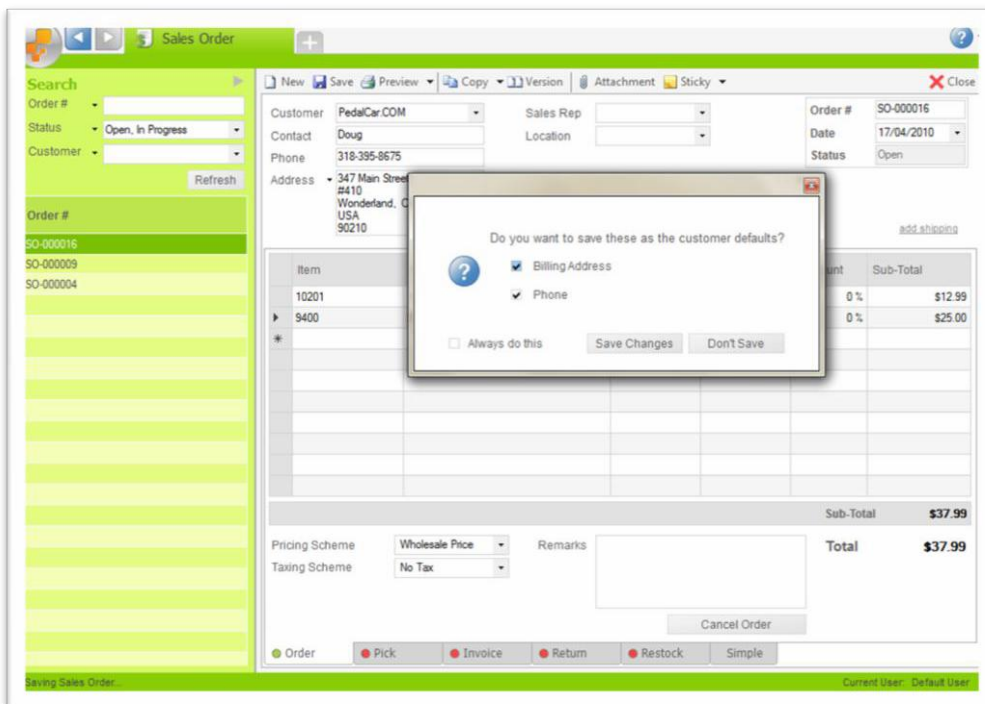 Sales Order
Search
Order #
Status Open, In Progress
Customer
Refresh
Order #
SO-000016
SO-000009
SO-000004
New Save Preview Copy Version Attachment Sticky Close
Customer PedalCar.COM Sales Rep Order # SO-000016
Contact Doug Location Date 17/04/2010
Phone 318-395-8675 Status Open
Address 347 Main Street
#410
Wonderland, C
USA
90210
add shipping
Do you want to save these as the customer defaults?
Billing Address
Phone
Always do this Save Changes Don't Save
Item unt Sub-Total
10201 0 % $12.99
9400 0 % $25.00
Sub-Total $37.99
Pricing Scheme Wholesale Price Remarks Total $37.99
Taxing Scheme No Tax
Cancel Order
Order Pick Invoice Return Restock Simple
Saving Sales Order... Current User: Default User